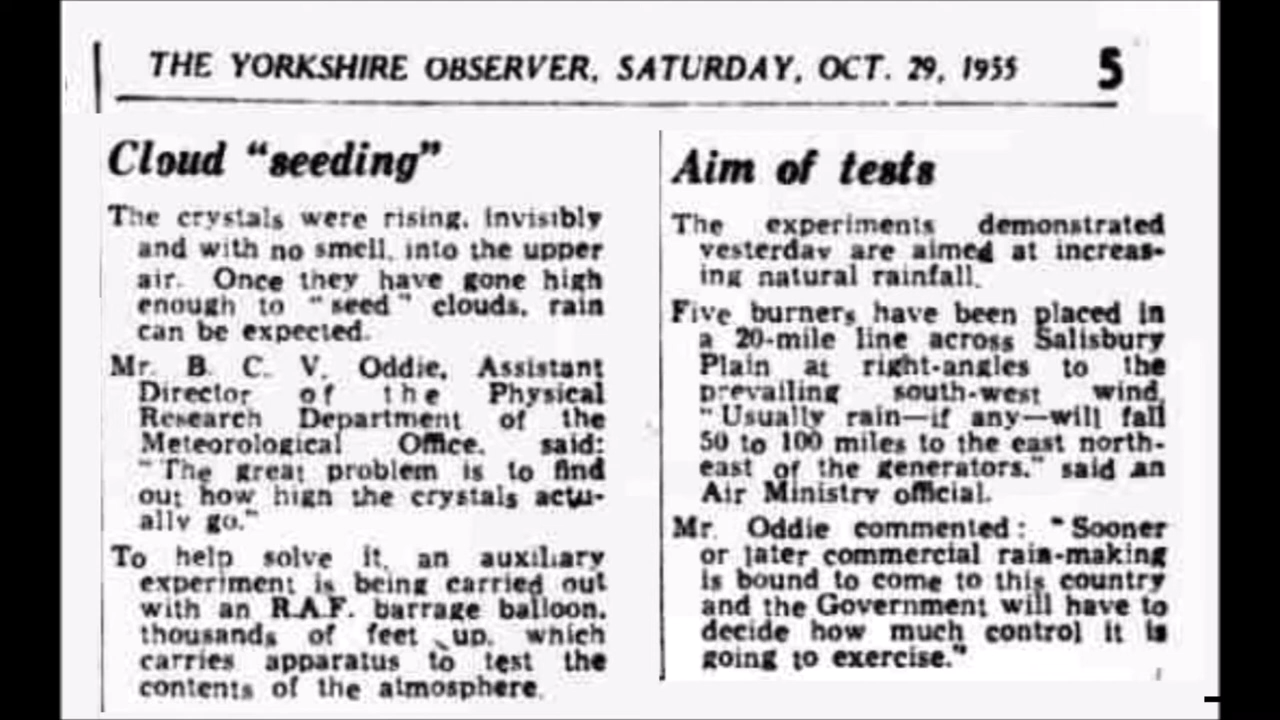 THE YORKSHIRE OBSERVER, SATURDAY, OCT. 29, 1955 5
Cloud "seeding"
The crystals were rising, invisibly
and with no smell, into the upper
air. Once they have gone high
enough to "seed" clouds, rain
can be expected.
Mr. B. C. V. Oddie, Assistant
Director of the Physical
Research Department of the
Meteorological Office, said:
"The great problem is to find
out how high the crystals actu-
ally go."
To help solve it, an auxiliary
experiment is being carried out
with an R.A.F. barrage balloon,
thousands of feet up, which
carries apparatus to test the
contents of the atmosphere.
Aim of tests
The experiments demonstrated
yesterday are aimed at increas-
ing natural rainfall.
Five burners have been placed in
a 20-mile line across Salisbury
Plain at right-angles to the
prevailing south-west wind.
"Usually rain—if any—will fall
50 to 100 miles to the east north-
east of the generators," said an
Air Ministry official.
Mr. Oddie commented: "Sooner
or later commercial rain-making
is bound to come to this country
and the Government will have to
decide how much control it is
going to exercise."